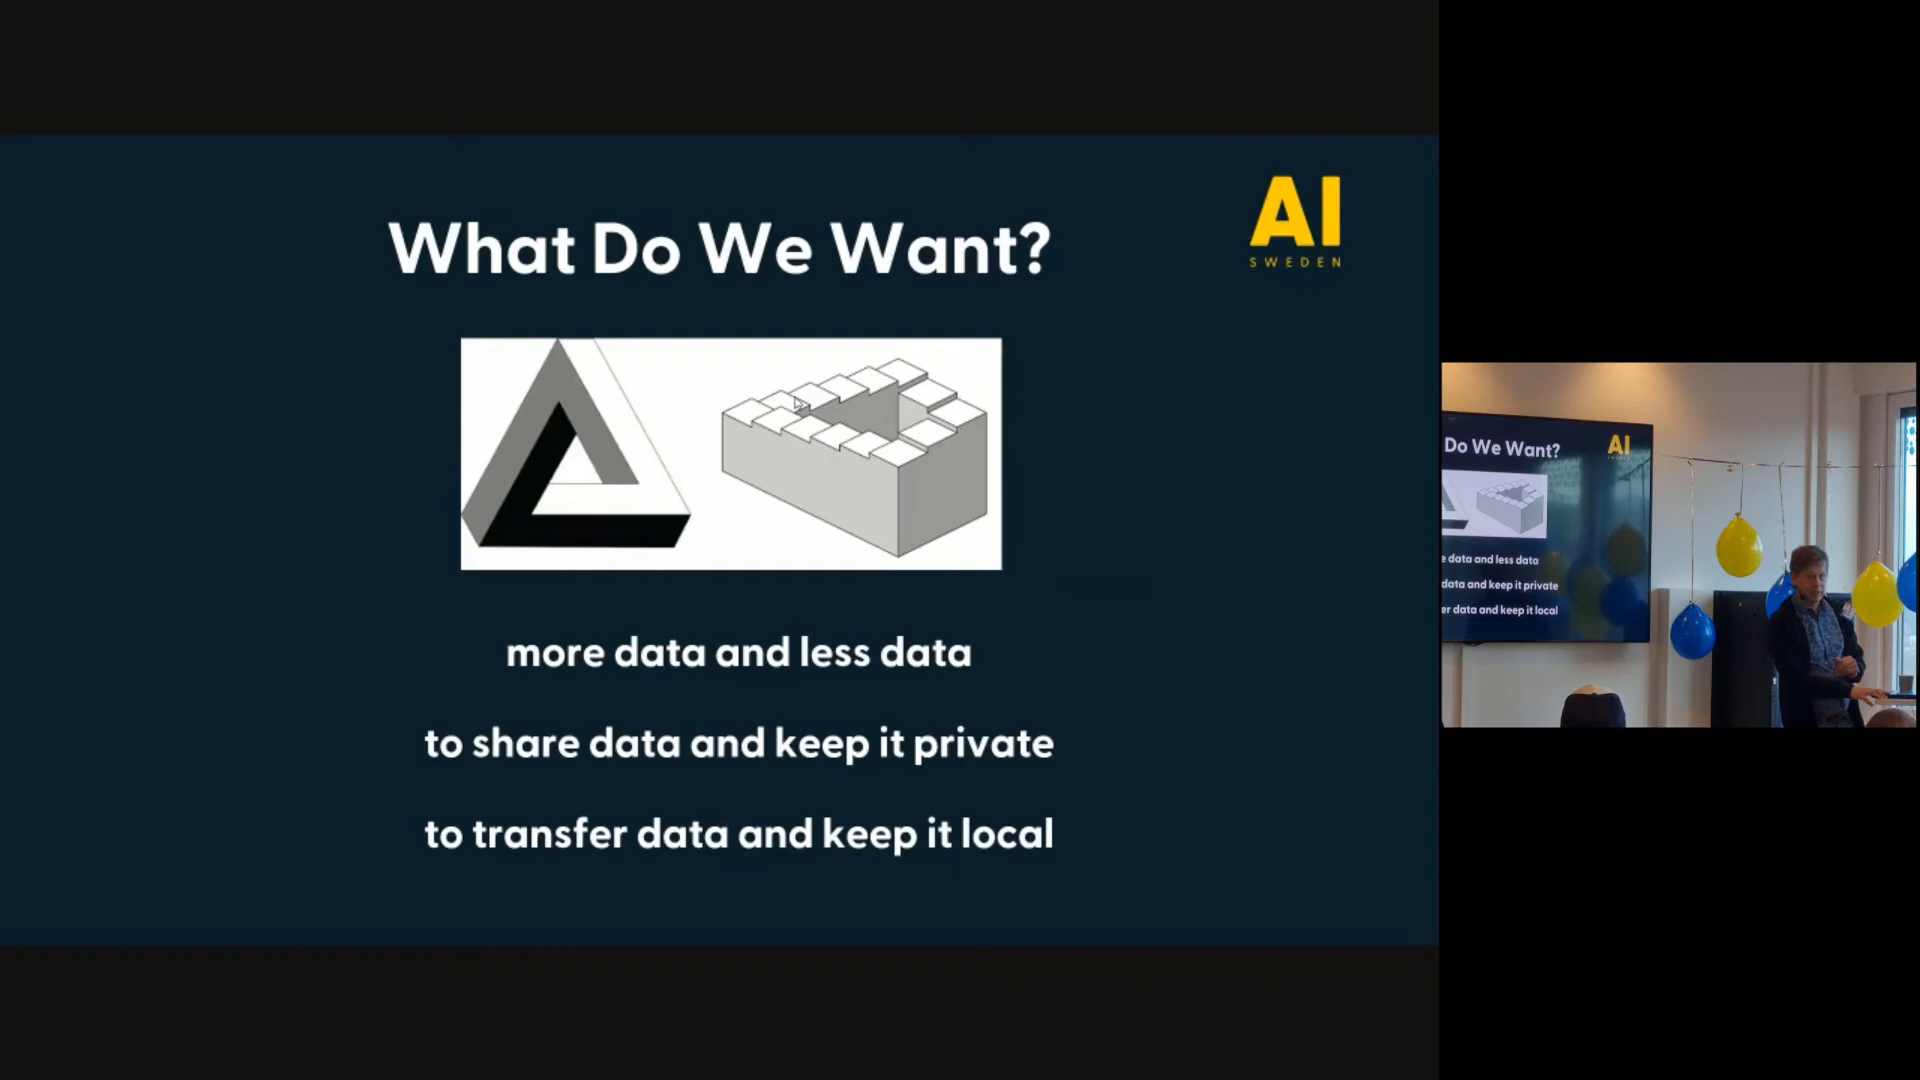 What Do We Want?
AI
SWEDEN
more data and less data
to share data and keep it private
to transfer data and keep it local
Do We Want?
AI
data and less data
data and keep it private
data and keep it local